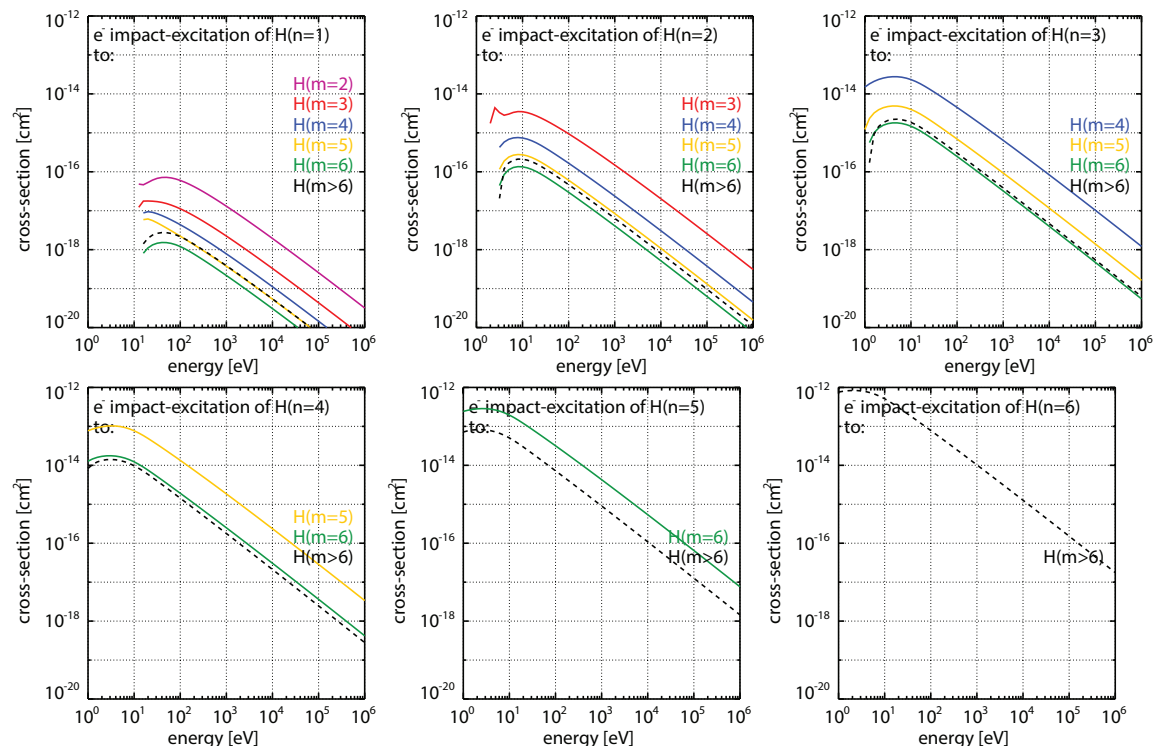 e⁻ impact-excitation of H(n=1)
to:
H(m=2)
H(m=3)
H(m=4)
H(m=5)
H(m=6)
H(m>6)
cross-section [cm²]
10⁻¹²
10⁻¹⁴
10⁻¹⁶
10⁻¹⁸
10⁻²⁰
10⁰ 10¹ 10² 10³ 10⁴ 10⁵ 10⁶
energy [eV]
e⁻ impact-excitation of H(n=2)
to:
H(m=3)
H(m=4)
H(m=5)
H(m=6)
H(m>6)
cross-section [cm²]
10⁻¹²
10⁻¹⁴
10⁻¹⁶
10⁻¹⁸
10⁻²⁰
10⁰ 10¹ 10² 10³ 10⁴ 10⁵ 10⁶
energy [eV]
e⁻ impact-excitation of H(n=3)
to:
H(m=4)
H(m=5)
H(m=6)
H(m>6)
cross-section [cm²]
10⁻¹²
10⁻¹⁴
10⁻¹⁶
10⁻¹⁸
10⁻²⁰
10⁰ 10¹ 10² 10³ 10⁴ 10⁵ 10⁶
energy [eV]
e⁻ impact-excitation of H(n=4)
to:
H(m=5)
H(m=6)
H(m>6)
cross-section [cm²]
10⁻¹²
10⁻¹⁴
10⁻¹⁶
10⁻¹⁸
10⁻²⁰
10⁰ 10¹ 10² 10³ 10⁴ 10⁵ 10⁶
energy [eV]
e⁻ impact-excitation of H(n=5)
to:
H(m=6)
H(m>6)
cross-section [cm²]
10⁻¹²
10⁻¹⁴
10⁻¹⁶
10⁻¹⁸
10⁻²⁰
10⁰ 10¹ 10² 10³ 10⁴ 10⁵ 10⁶
energy [eV]
e⁻ impact-excitation of H(n=6)
to:
H(m>6)
cross-section [cm²]
10⁻¹²
10⁻¹⁴
10⁻¹⁶
10⁻¹⁸
10⁻²⁰
10⁰ 10¹ 10² 10³ 10⁴ 10⁵ 10⁶
energy [eV]